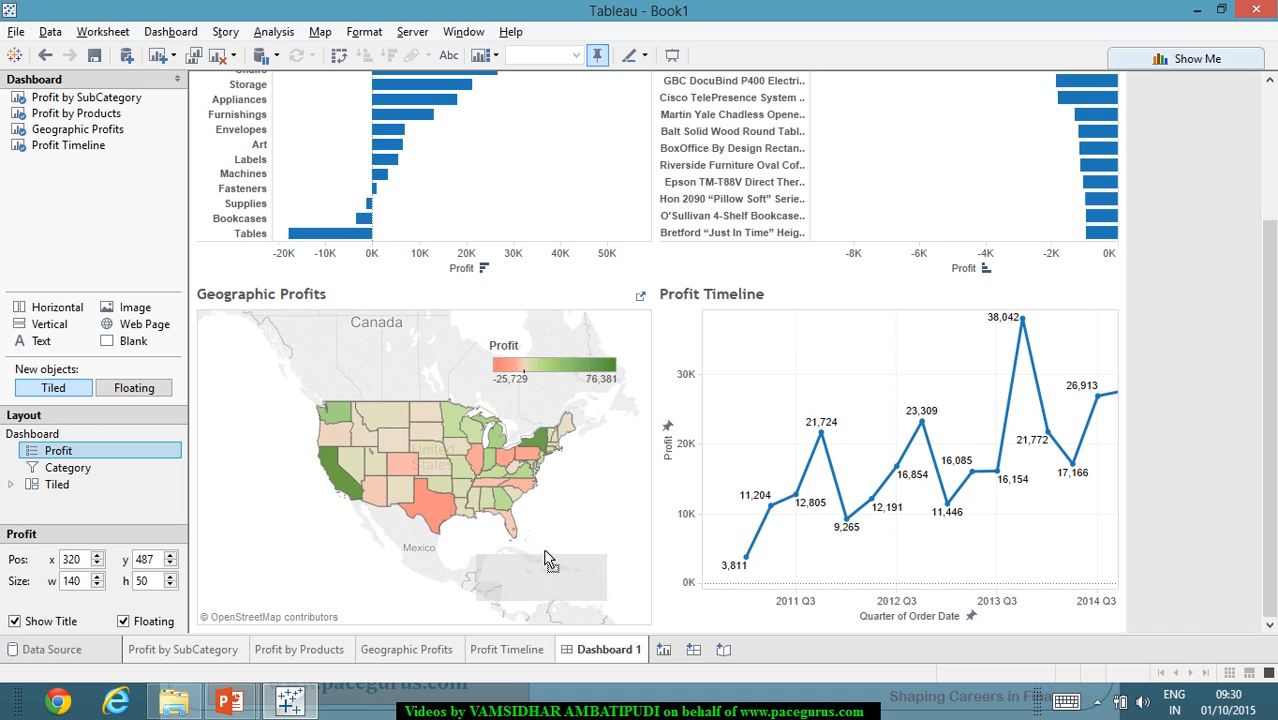 Tableau - Book1
File Data Worksheet Dashboard Story Analysis Map Format Server Window Help
Abc
Show Me
Dashboard
Profit by SubCategory
Profit by Products
Geographic Profits
Profit Timeline
Horizontal Image
Vertical Web Page
Text Blank
New objects:
Tiled Floating
Layout
Dashboard
Profit
Category
Tiled
Profit
Pos: x 320 y 487
Size: w 140 h 50
Show Title Floating
Storage
Appliances
Furnishings
Envelopes
Art
Labels
Machines
Fasteners
Supplies
Bookcases
Tables
-20K -10K 0K 10K 20K 30K 40K 50K
Profit
GBC DocuBind P400 Electri..
Cisco TelePresence System ..
Martin Yale Chadless Opene..
Balt Solid Wood Round Tabl..
BoxOffice By Design Rectan..
Riverside Furniture Oval Cof..
Epson TM-T88V Direct Ther..
Hon 2090 “Pillow Soft” Serie..
O'Sullivan 4-Shelf Bookcase..
Bretford “Just In Time” Heig..
-8K -6K -4K -2K 0K
Profit
Geographic Profits
Canada
Profit
-25,729 76,381
United
States
Mexico
© OpenStreetMap contributors
Profit Timeline
Profit
30K
20K
10K
0K
38,042
26,913
23,309
21,724
21,772
16,085
16,854
17,166
16,154
11,204
12,805
12,191
11,446
9,265
3,811
2011 Q3 2012 Q3 2013 Q3 2014 Q3
Quarter of Order Date
Data Source Profit by SubCategory Profit by Products Geographic Profits Profit Timeline Dashboard 1
www.pacegurus.com
Shaping Careers in
ENG
IN
09:30
01/10/2015
Videos by VAMSIDHAR AMBATIPUDI on behalf of www.pacegurus.com